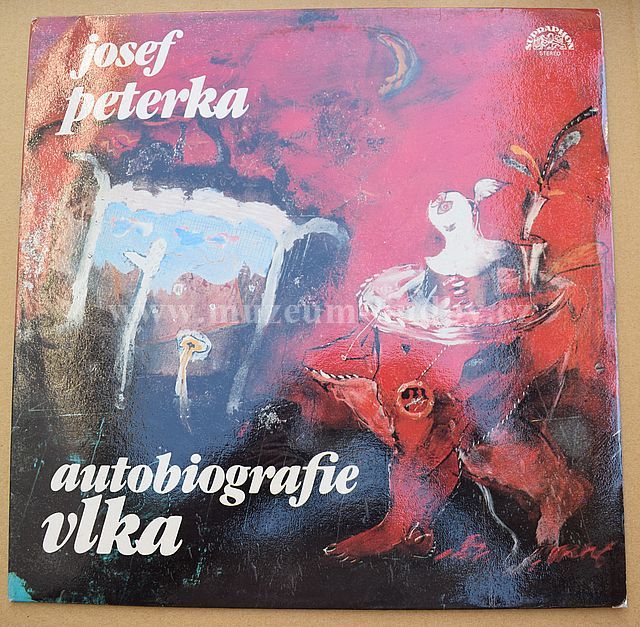 josef
peterka
SUPRAPHON
STEREO
autobiografie
vlka